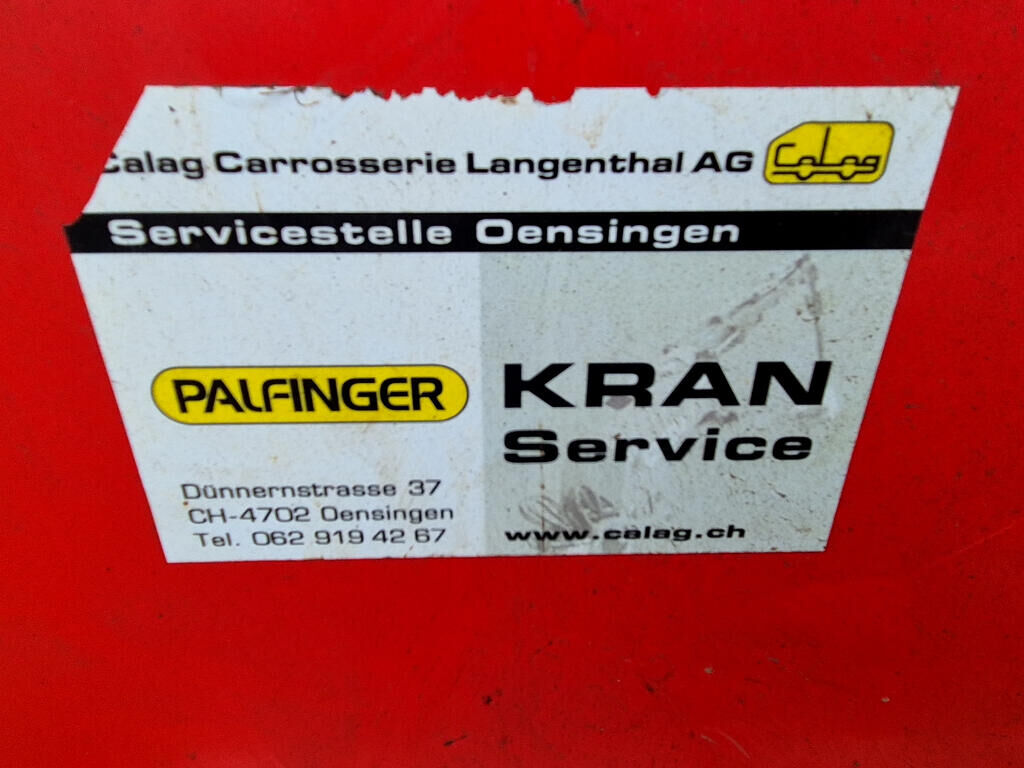 Calag Carrosserie Langenthal AG Calag
Servicestelle Oensingen
PALFINGER
KRAN
Service
Dünnernstrasse 37
CH-4702 Oensingen
Tel. 062 919 42 67
www.calag.ch